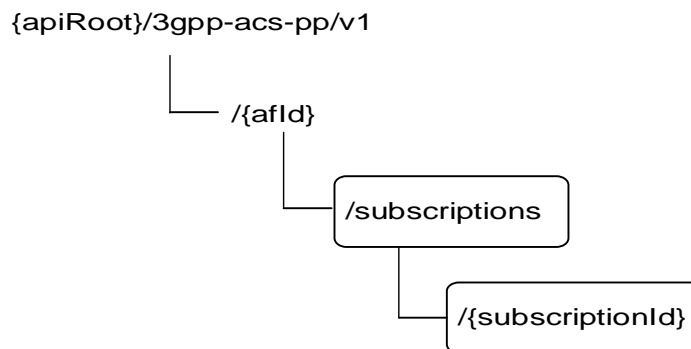 {apiRoot}/3gpp-acs-pp/v1
/{afId}
/subscriptions
/{subscriptionId}